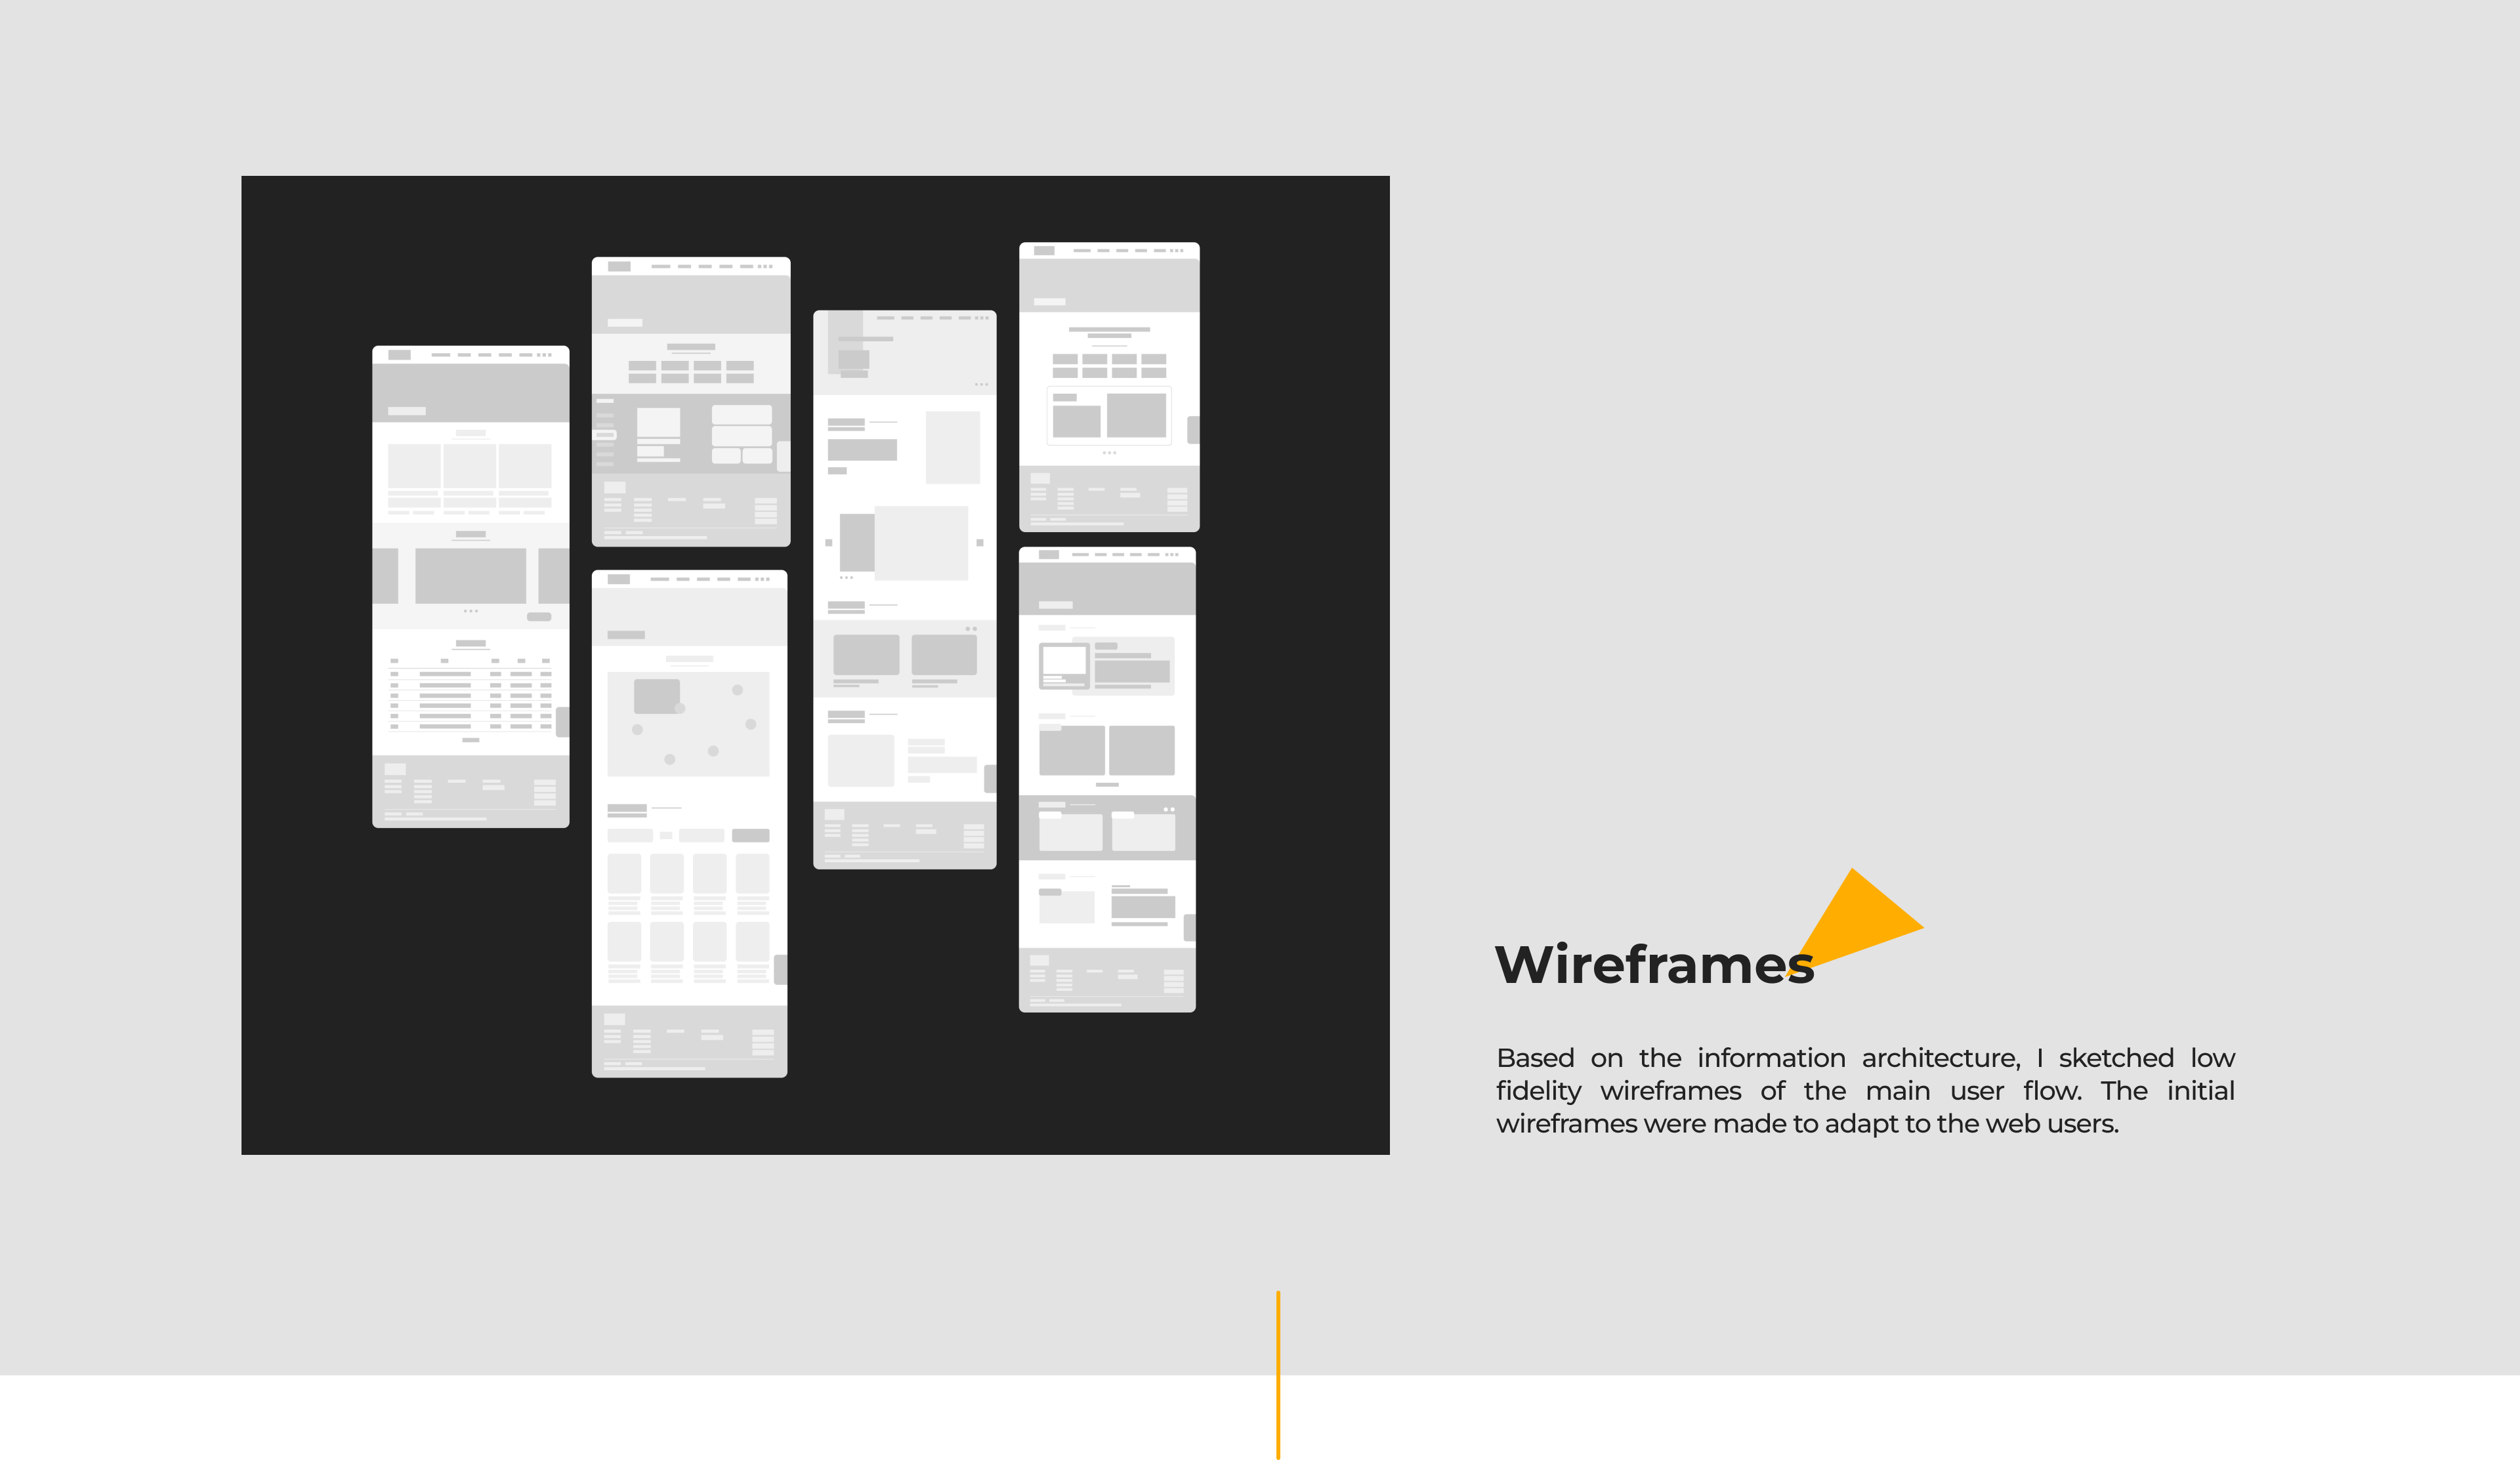 Wireframes
Based on the information architecture, I sketched low
fidelity wireframes of the main user flow. The initial
wireframes were made to adapt to the web users.